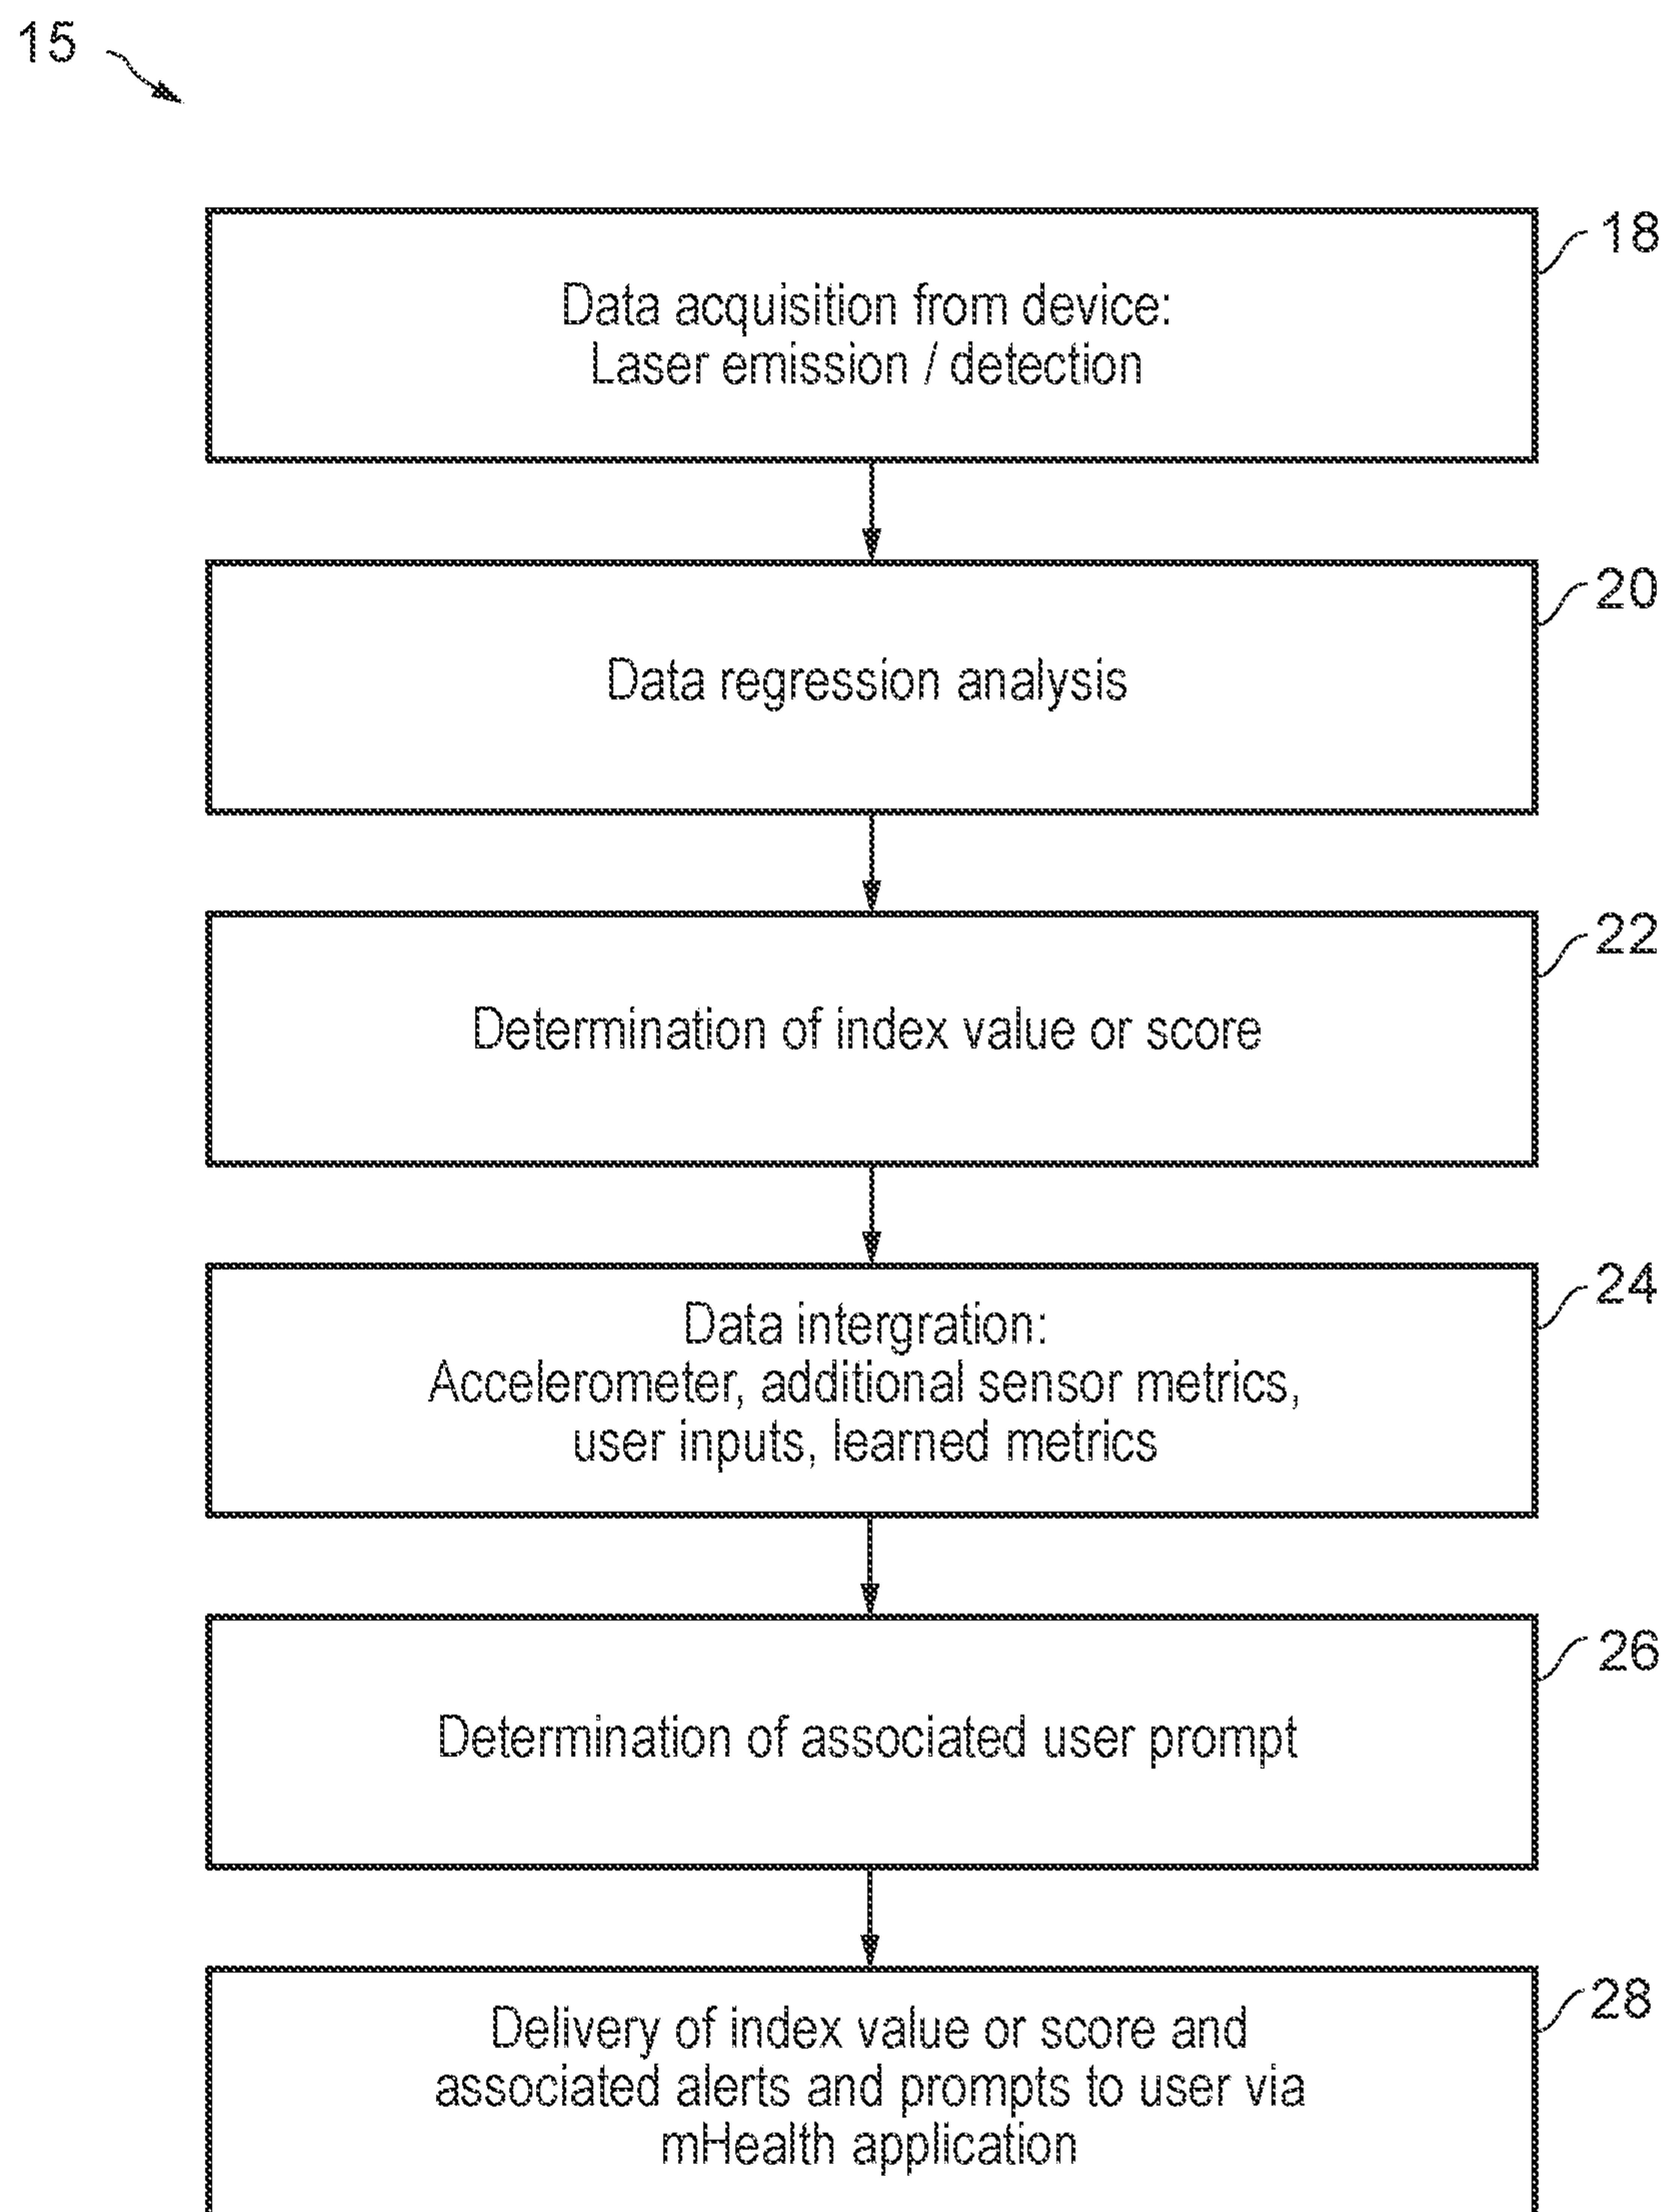 15
18
Data acquisition from device:
Laser emission / detection
20
Data regression analysis
22
Determination of index value or score
24
Data intergration:
Accelerometer, additional sensor metrics,
user inputs, learned metrics
26
Determination of associated user prompt
28
Delivery of index value or score and
associated alerts and prompts to user via
mHealth application